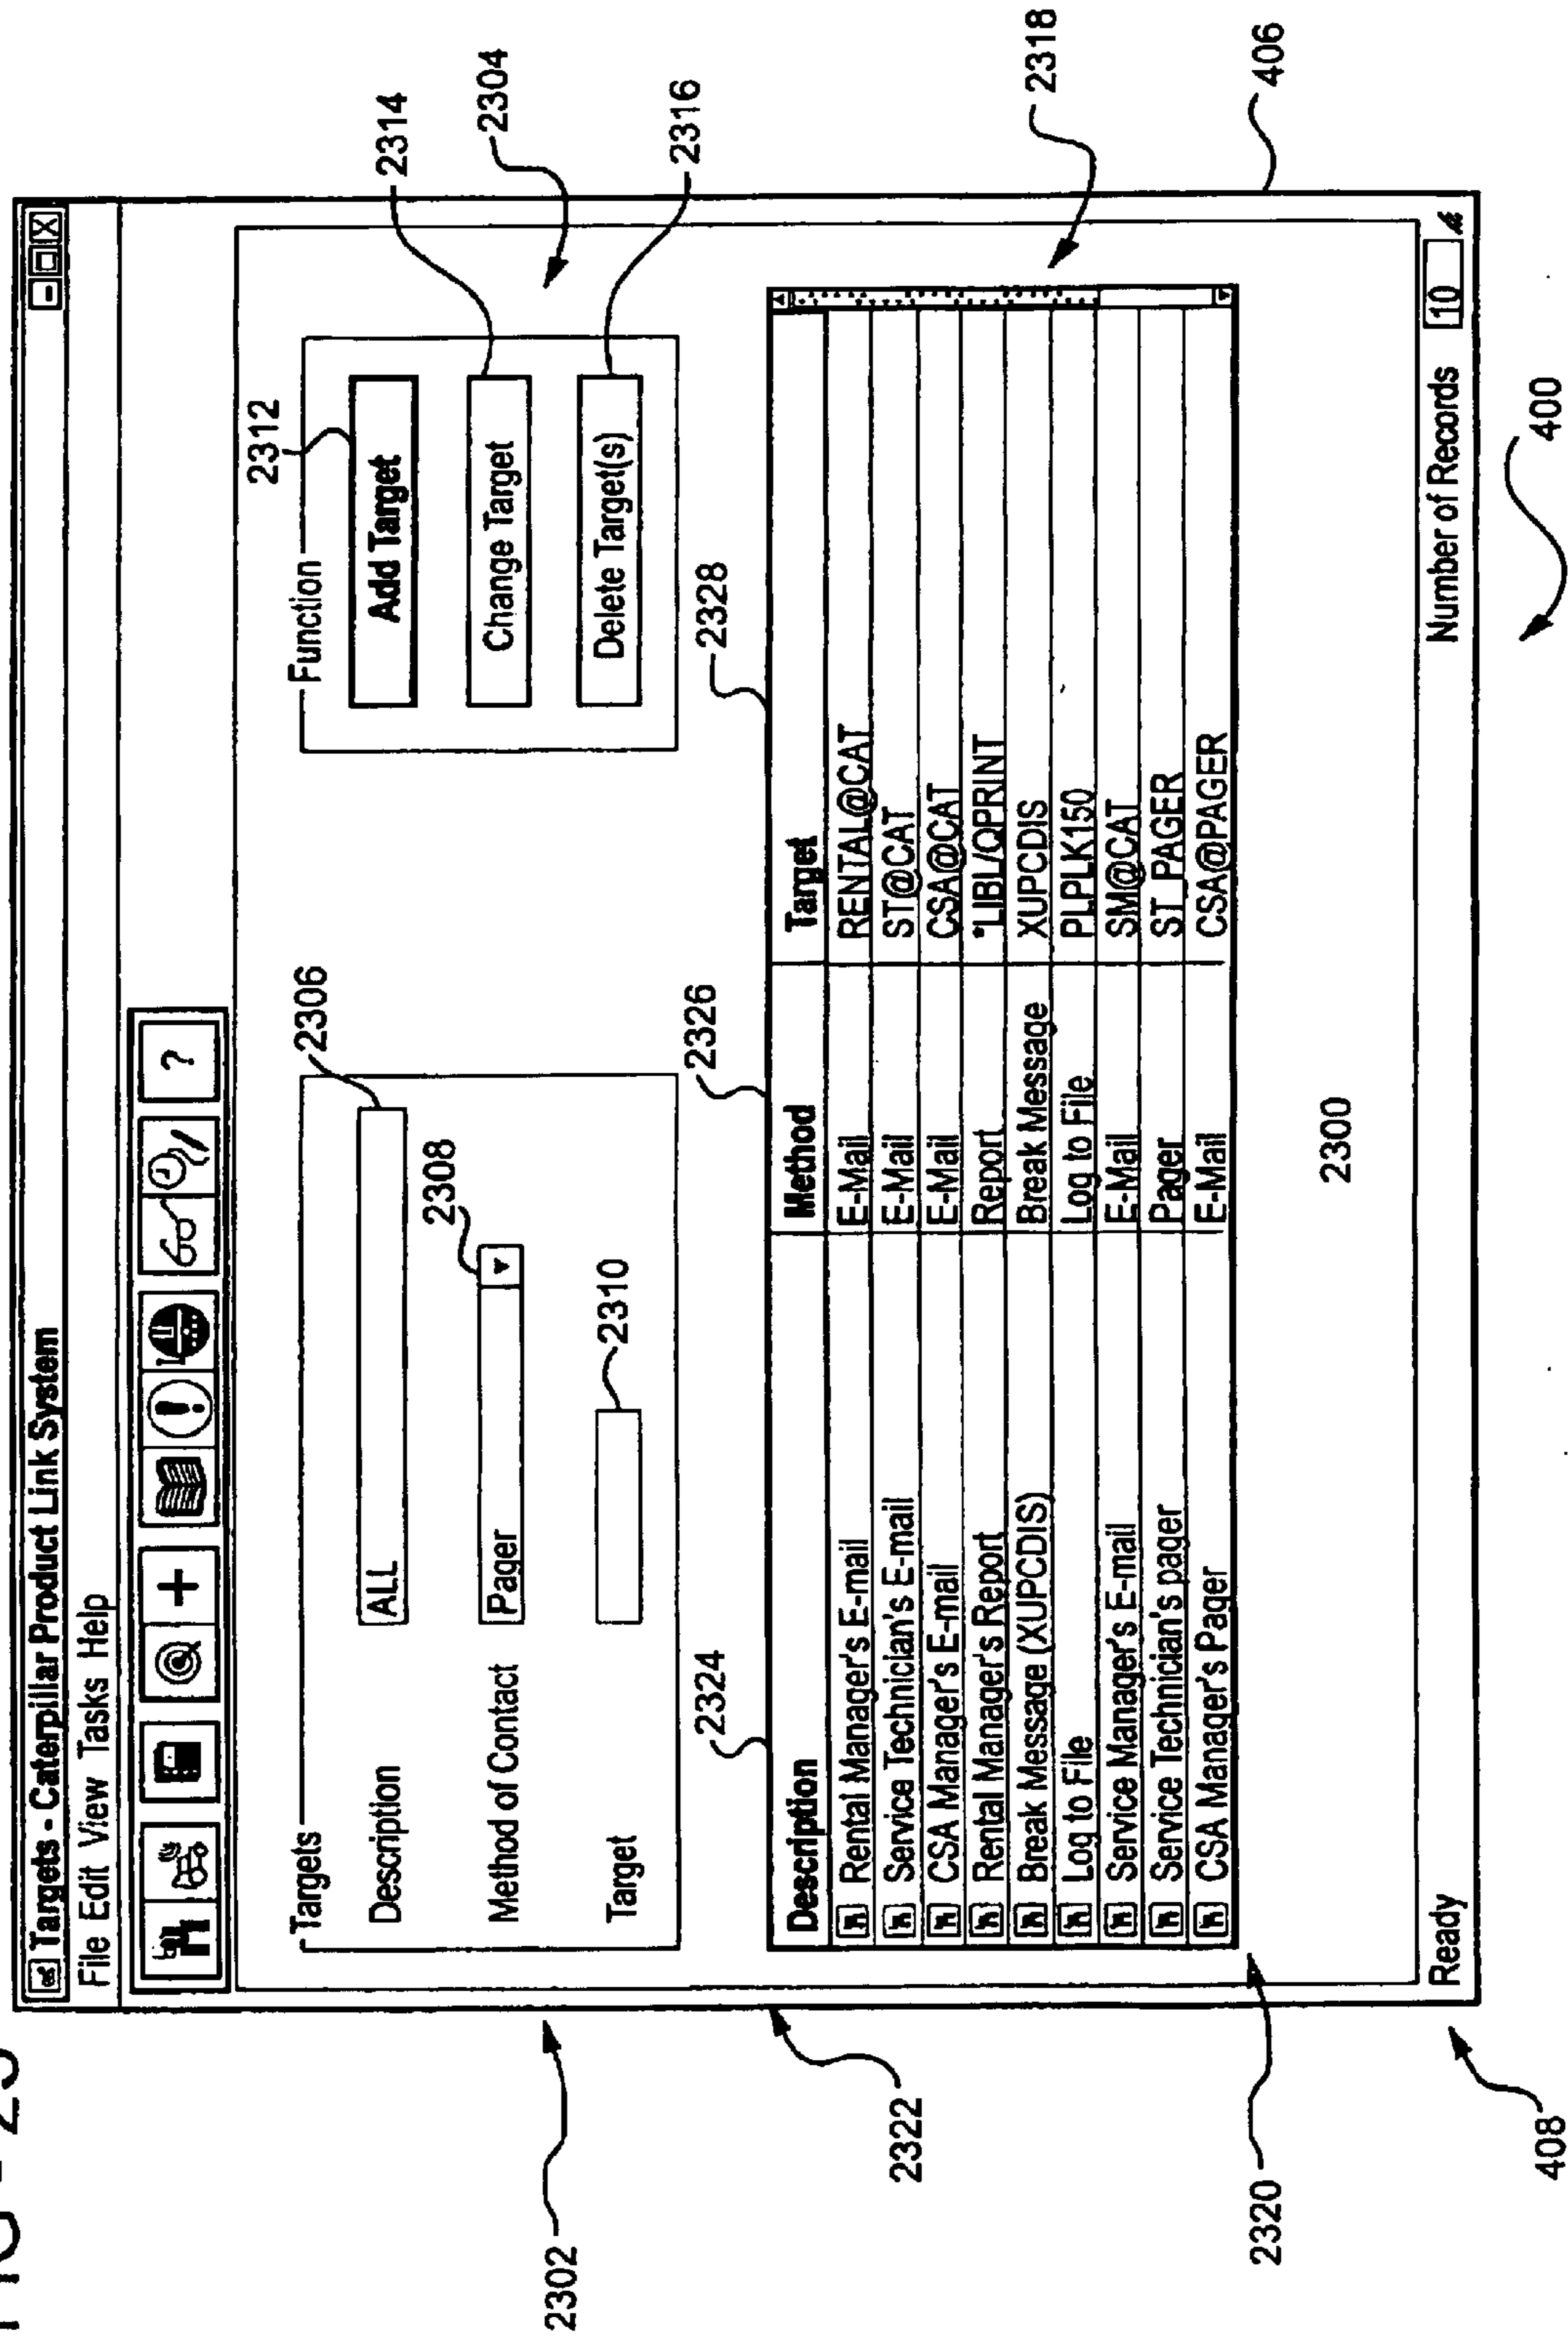 Targets - Caterpillar Product Link System
File Edit View Tasks Help
?
Targets
Description
ALL
2306
Method of Contact
Pager
2308
Target
2310
Function
2312
Add Target
Change Target
Delete Target(s)
2314
2304
2316
2302
2322
2324
2326
2328
2318
Description Method Target
Rental Manager's E-mail E-Mail RENTAL@CAT
Service Technician's E-mail E-Mail ST@CAT
CSA Manager's E-mail E-Mail CSA@CAT
Rental Manager's Report Report *LIBL/QPRINT
Break Message (XUPCDIS) Break Message XUPCDIS
Log to File Log to File PLPLK150
Service Manager's E-mail E-Mail SM@CAT
Service Technician's pager Pager ST PAGER
CSA Manager's Pager E-Mail CSA@PAGER
2320
2300
406
Ready Number of Records 10
408
400